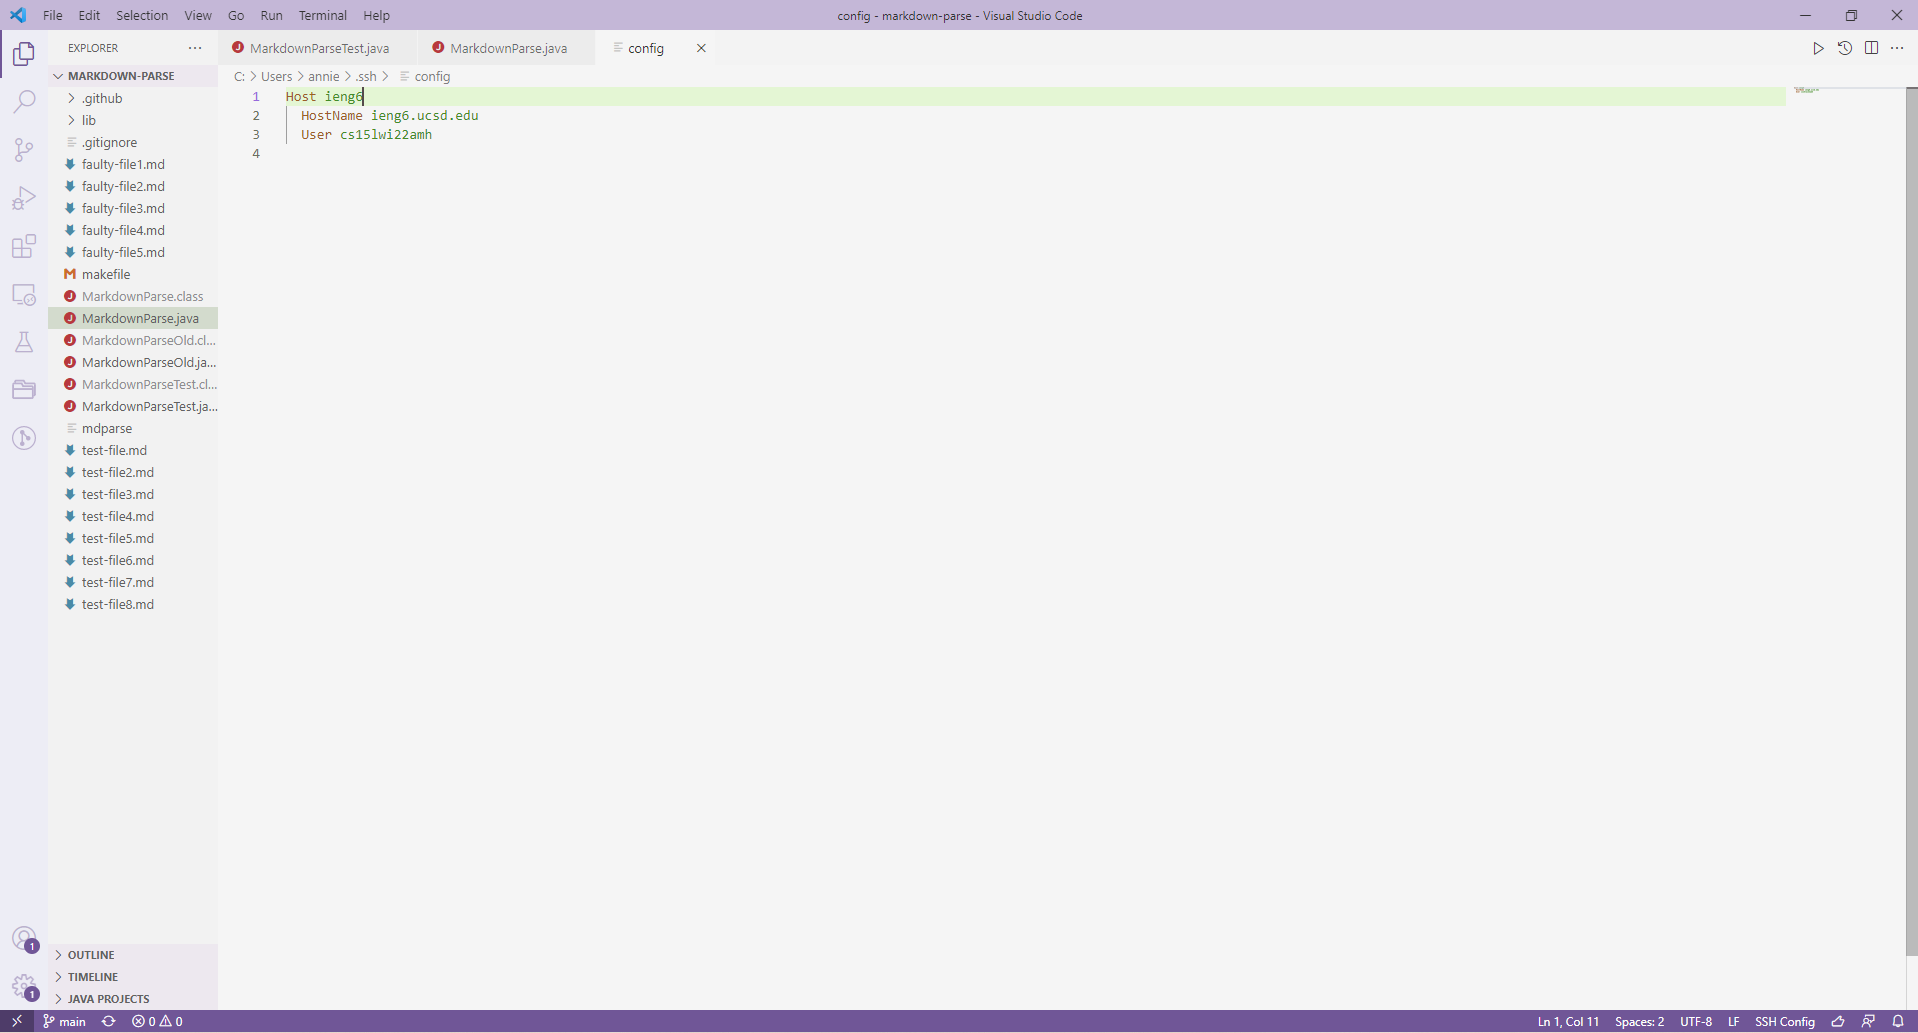 File Edit Selection View Go Run Terminal Help
config - markdown-parse - Visual Studio Code
EXPLORER
MARKDOWN-PARSE
.github
lib
.gitignore
faulty-file1.md
faulty-file2.md
faulty-file3.md
faulty-file4.md
faulty-file5.md
makefile
MarkdownParse.class
MarkdownParse.java
MarkdownParseOld.cl...
MarkdownParseOld.ja...
MarkdownParseTest.cl...
MarkdownParseTest.ja...
mdparse
test-file.md
test-file2.md
test-file3.md
test-file4.md
test-file5.md
test-file6.md
test-file7.md
test-file8.md
OUTLINE
TIMELINE
JAVA PROJECTS
MarkdownParseTest.java MarkdownParse.java config
C: > Users > annie > .ssh > config
1 Host ieng6
2 HostName ieng6.ucsd.edu
3 User cs15lwi22amh
4
1
1
main 0 0
Ln 1, Col 11 Spaces: 2 UTF-8 LF SSH Config